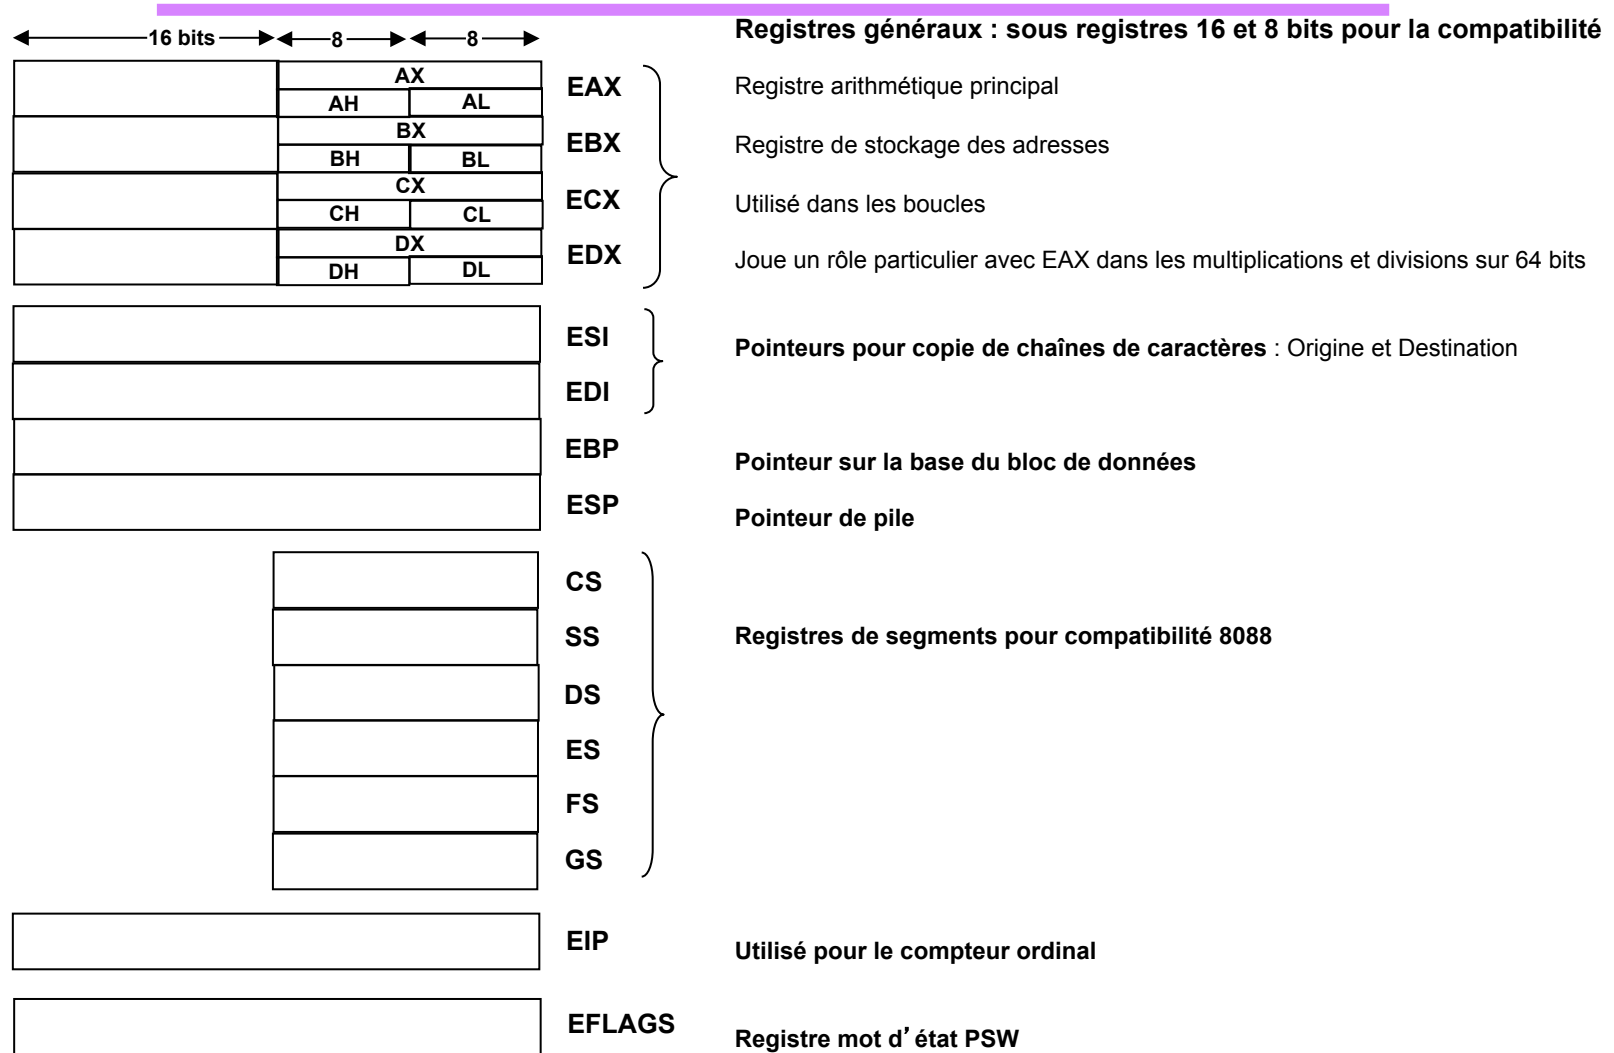 Registres généraux : sous registres 16 et 8 bits pour la compatibilité
16 bits 8 8
AX
EAX Registre arithmétique principal
AH AL
BX
EBX Registre de stockage des adresses
BH BL
CX
ECX Utilisé dans les boucles
CH CL
DX
EDX Joue un rôle particulier avec EAX dans les multiplications et divisions sur 64 bits
DH DL
ESI
Pointeurs pour copie de chaînes de caractères : Origine et Destination
EDI
EBP Pointeur sur la base du bloc de données
ESP Pointeur de pile
CS
SS Registres de segments pour compatibilité 8088
DS
ES
FS
GS
EIP Utilisé pour le compteur ordinal
EFLAGS Registre mot d’état PSW